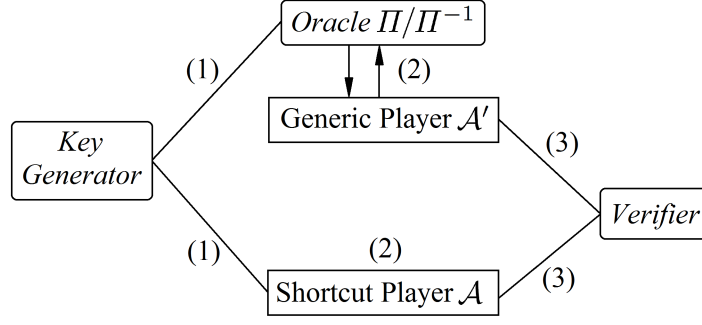 Oracle Π/Π⁻¹
(1)
(2)
Generic Player 𝒜′
Key
Generator
(3)
Verifier
(1)
(2)
(3)
Shortcut Player 𝒜